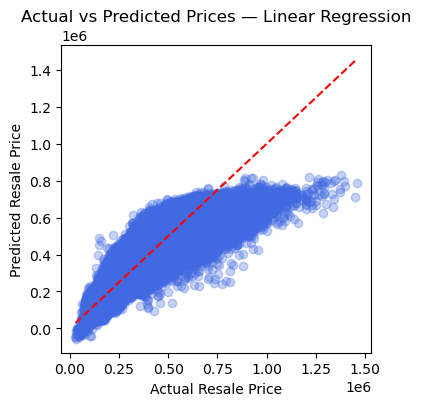 Actual vs Predicted Prices — Linear Regression
1e6
1.4
1.2
1.0
0.8
0.6
0.4
0.2
0.0
Predicted Resale Price
0.00 0.25 0.50 0.75 1.00 1.25 1.50
Actual Resale Price
1e6